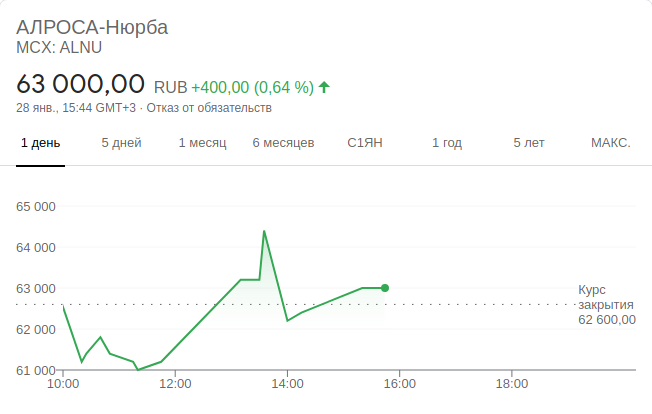 АЛРОСА-Нюрба
MCX: ALNU
63 000,00 RUB +400,00 (0,64 %)
28 янв., 15:44 GMT+3 · Отказ от обязательств
1 день 5 дней 1 месяц 6 месяцев С1ЯН 1 год 5 лет МАКС.
65 000
64 000
63 000
62 000
61 000
Курс
закрытия
62 600,00
10:00 12:00 14:00 16:00 18:00